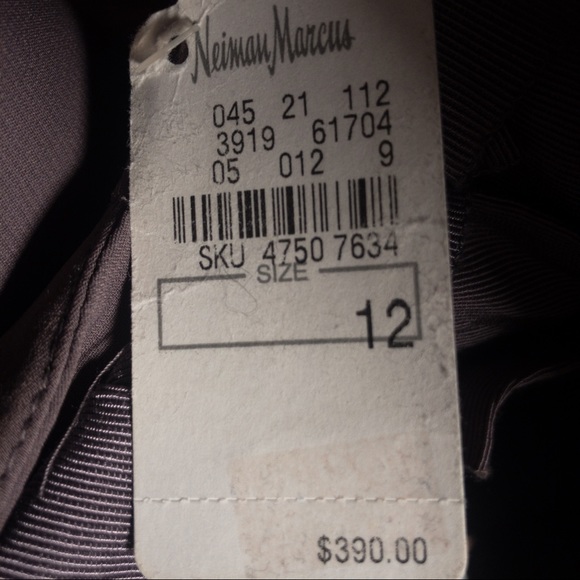 Neiman Marcus
045 21 112
3919 61704
05 012 9
SKU 4750 7634
SIZE
12
$390.00